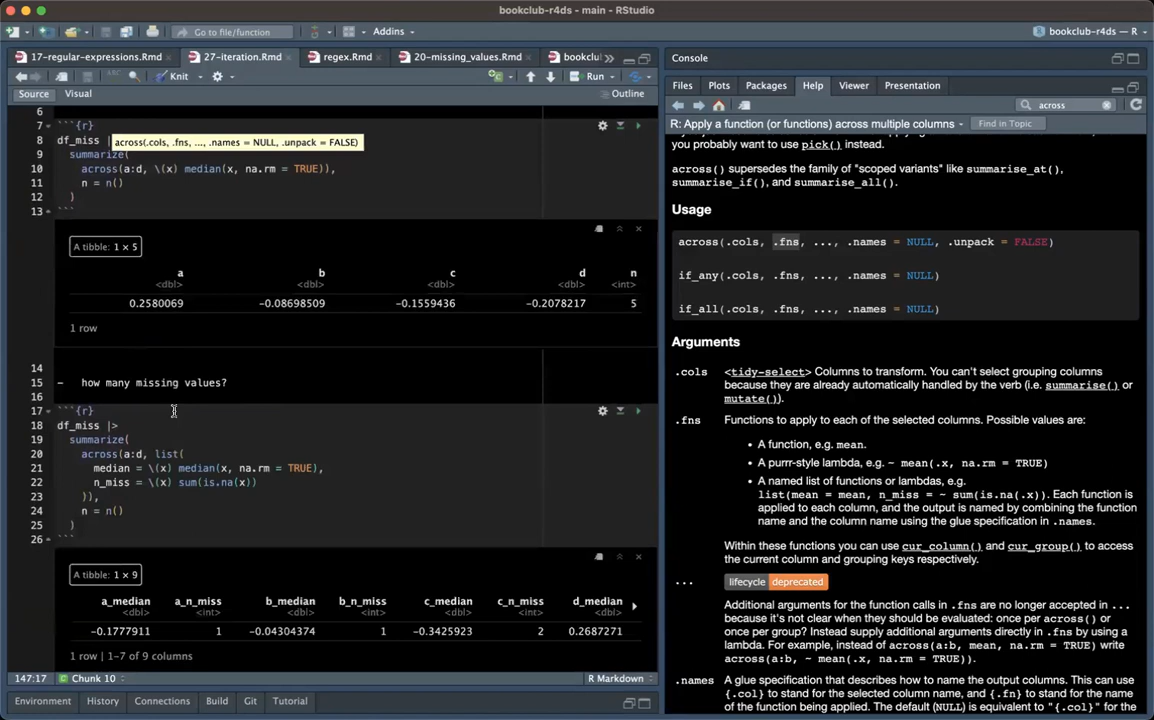 bookclub-r4ds - main - RStudio
Go to file/function
Addins
bookclub-r4ds - R
17-regular-expressions.Rmd
27-iteration.Rmd
regex.Rmd
20-missing_values.Rmd
bookclu
Knit
Run
Source
Visual
Outline
6
7 ```{r}
8 df_miss |
across(.cols, .fns, ..., .names = NULL, .unpack = FALSE)
9 summarize(
10 across(a:d, \(x) median(x, na.rm = TRUE)),
11 n = n()
12 )
13 ```
A tibble: 1 × 5
a b c d n
<dbl> <dbl> <dbl> <dbl> <int>
0.2580069 -0.08698509 -0.1559436 -0.2078217 5
1 row
14
15 - how many missing values?
16
17 ```{r}
18 df_miss |>
19 summarize(
20 across(a:d, list(
21 median = \(x) median(x, na.rm = TRUE),
22 n_miss = \(x) sum(is.na(x))
23 )),
24 n = n()
25 )
26 ```
A tibble: 1 × 9
a_median a_n_miss b_median b_n_miss c_median c_n_miss d_median
<dbl> <int> <dbl> <int> <dbl> <int> <dbl>
-0.1777911 1 -0.04304374 1 -0.3425923 2 0.2687271
1 row | 1-7 of 9 columns
147:17
Chunk 10
R Markdown
Environment
History
Connections
Build
Git
Tutorial
Console
Files
Plots
Packages
Help
Viewer
Presentation
across
R: Apply a function (or functions) across multiple columns
Find in Topic
you probably want to use pick() instead.
across() supersedes the family of "scoped variants" like summarise_at(),
summarise_if(), and summarise_all().
Usage
across(.cols, .fns, ..., .names = NULL, .unpack = FALSE)
if_any(.cols, .fns, ..., .names = NULL)
if_all(.cols, .fns, ..., .names = NULL)
Arguments
.cols <tidy-select> Columns to transform. You can't select grouping columns
because they are already automatically handled by the verb (i.e. summarise() or
mutate()).
.fns Functions to apply to each of the selected columns. Possible values are:
• A function, e.g. mean.
• A purrr-style lambda, e.g. ~ mean(.x, na.rm = TRUE)
• A named list of functions or lambdas, e.g.
list(mean = mean, n_miss = ~ sum(is.na(.x)). Each function is
applied to each column, and the output is named by combining the function
name and the column name using the glue specification in .names.
Within these functions you can use cur_column() and cur_group() to access
the current column and grouping keys respectively.
... lifecycle deprecated
Additional arguments for the function calls in .fns are no longer accepted in ...
because it's not clear when they should be evaluated: once per across() or
once per group? Instead supply additional arguments directly in .fns by using a
lambda. For example, instead of across(a:b, mean, na.rm = TRUE) write
across(a:b, ~ mean(.x, na.rm = TRUE)).
.names A glue specification that describes how to name the output columns. This can use
{.col} to stand for the selected column name, and {.fn} to stand for the name
of the function being applied. The default (NULL) is equivalent to "{.col}" for the